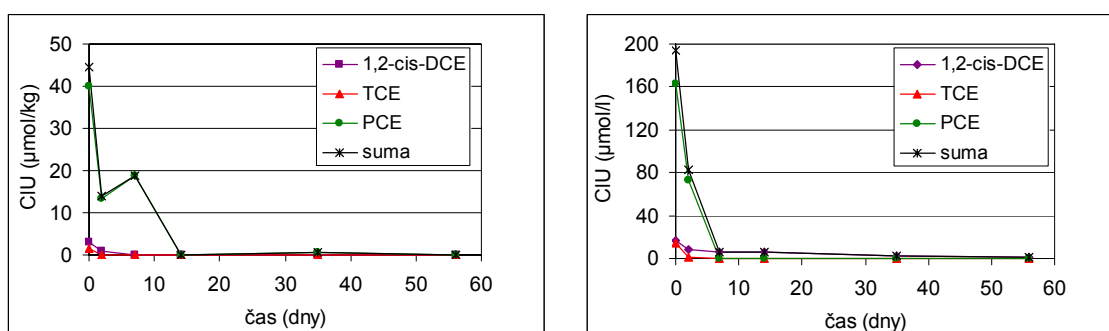 50
40
30
20
10
0
0 10 20 30 40 50 60
ClU (µmol/kg)
čas (dny)
1,2-cis-DCE
TCE
PCE
suma
200
160
120
80
40
0
0 10 20 30 40 50 60
ClU (µmol/l)
čas (dny)
1,2-cis-DCE
TCE
PCE
suma